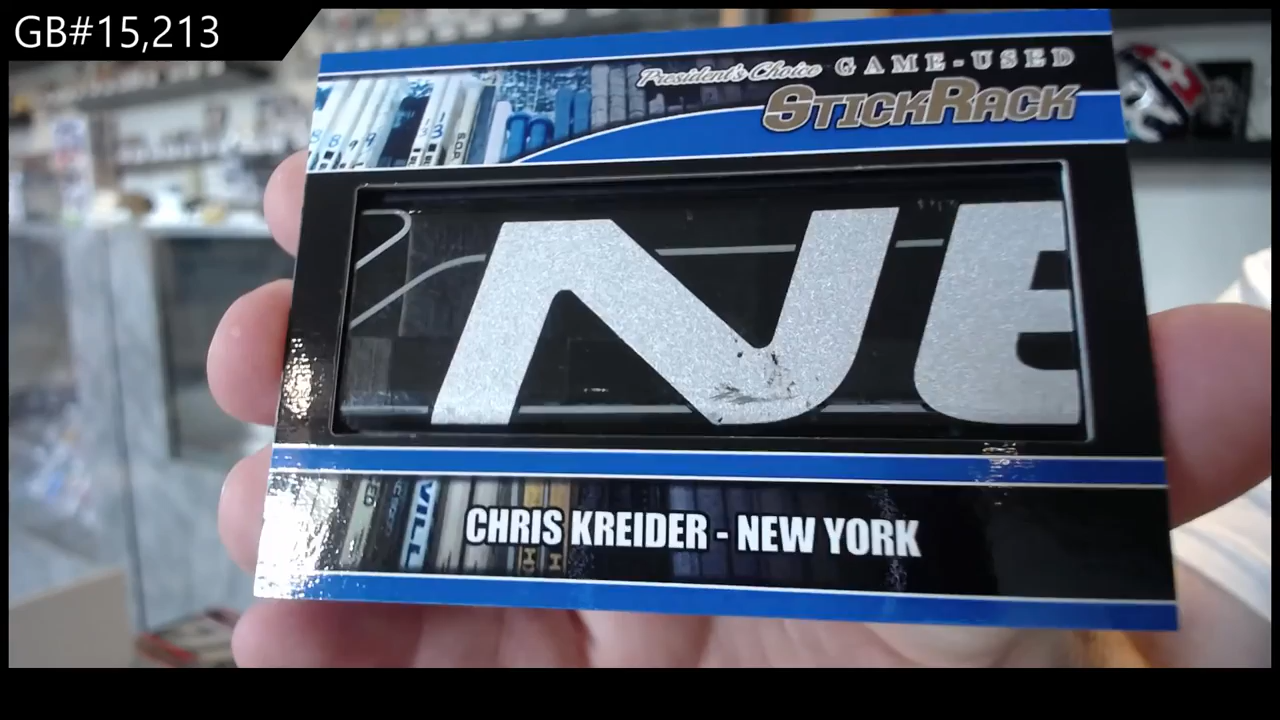 GB#15,213
President's Choice GAME-USED
STICKRACK
NE
CHRIS KREIDER - NEW YORK